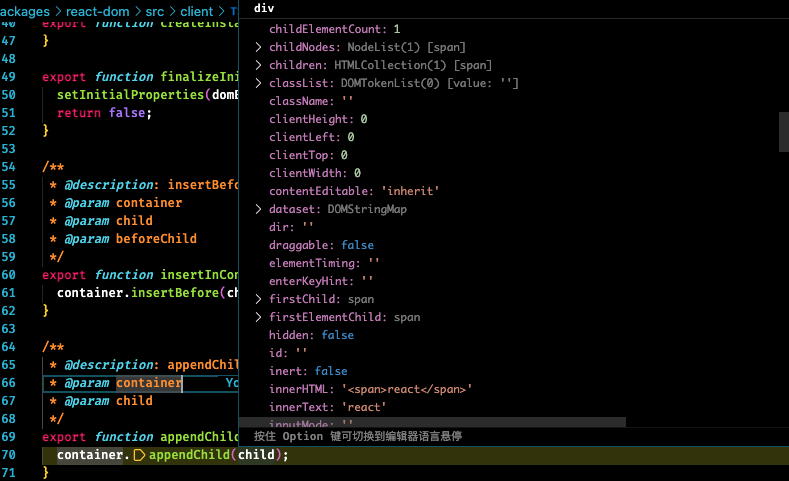 ackages > react-dom > src > client >
46 export function createInstan
47 }
48
49 export function finalizeIni
50 setInitialProperties(domE
51 return false;
52 }
53
54 /**
55 * @description: insertBefo
56 * @param container
57 * @param child
58 * @param beforeChild
59 */
60 export function insertInCon
61 container.insertBefore(ch
62 }
63
64 /**
65 * @description: appendChil
66 * @param container Yo
67 * @param child
68 */
69 export function appendChild
70 container.appendChild(child);
71 }
div
childElementCount: 1
> childNodes: NodeList(1) [span]
> children: HTMLCollection(1) [span]
> classList: DOMTokenList(0) [value: '']
className: ''
clientHeight: 0
clientLeft: 0
clientTop: 0
clientWidth: 0
contentEditable: 'inherit'
> dataset: DOMStringMap
dir: ''
draggable: false
elementTiming: ''
enterKeyHint: ''
> firstChild: span
> firstElementChild: span
hidden: false
id: ''
inert: false
innerHTML: '<span>react</span>'
innerText: 'react'
inputMode: ''
按住 Option 键可切换到编辑器语言悬停